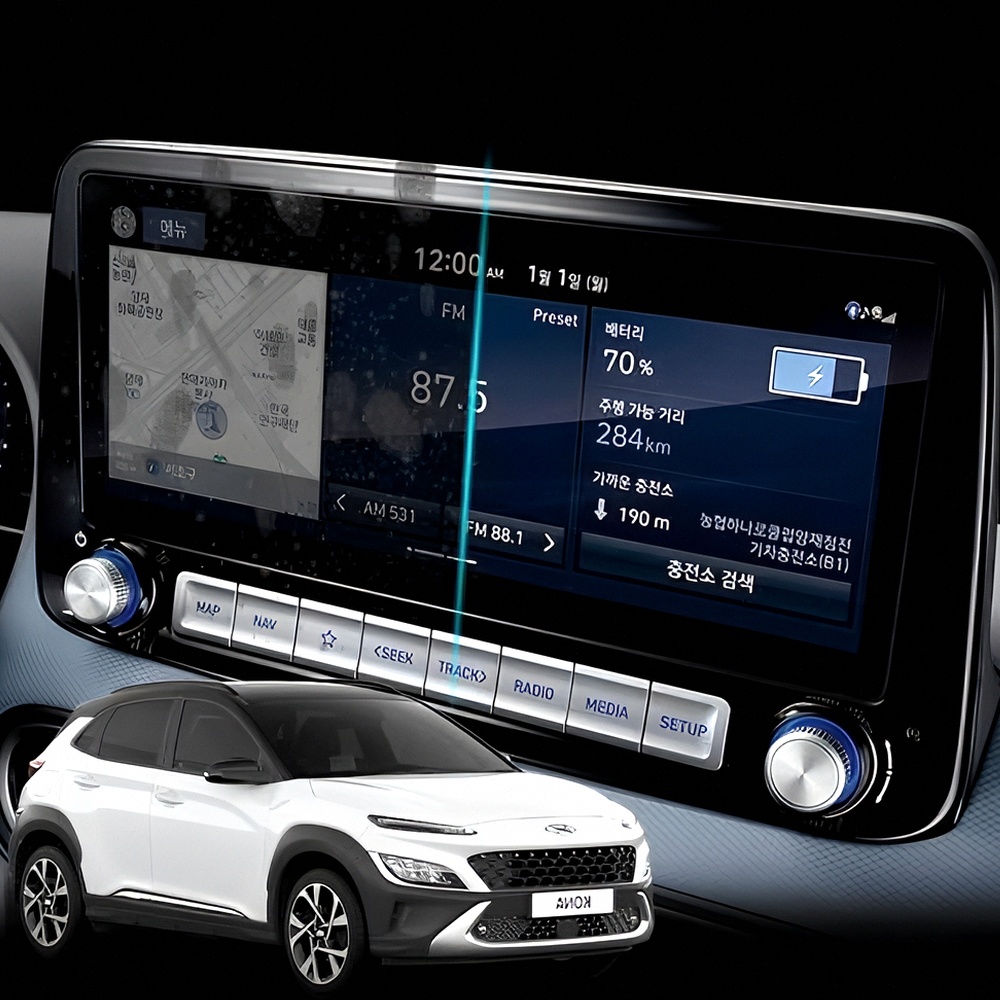 메뉴
12:00 AM 1월 1일 (월)
FM Preset
87.5
AM 531
FM 88.1
배터리
70 %
주행 가능 거리
284 km
가까운 충전소
190 m
기차충전소(B1)
충전소 검색
MAP
NAV
SEEK
TRACK
RADIO
MEDIA
SETUP
KONA